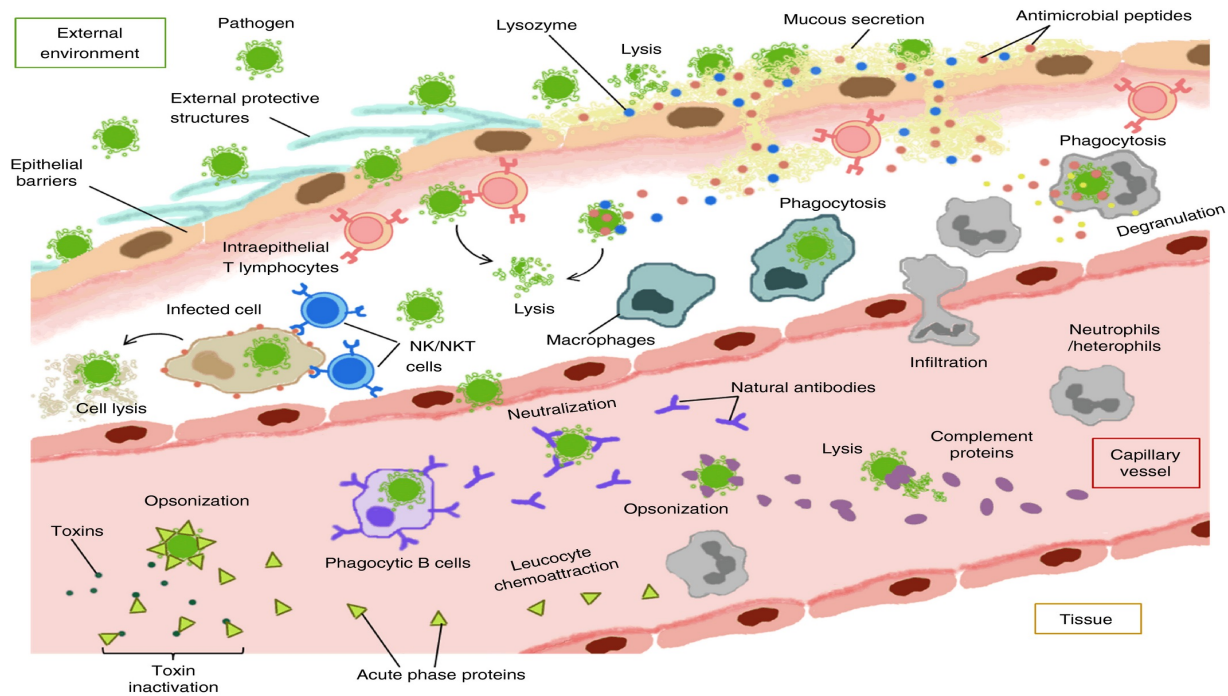 External
environment
Pathogen
Lysozyme
Lysis
Mucous secretion
Antimicrobial peptides
External protective
structures
Epithelial
barriers
Phagocytosis
Intraepithelial
T lymphocytes
Phagocytosis
Degranulation
Lysis
Infected cell
Macrophages
NK/NKT
cells
Infiltration
Neutrophils
/heterophils
Cell lysis
Neutralization
Natural antibodies
Lysis
Complement
proteins
Capillary
vessel
Opsonization
Opsonization
Toxins
Phagocytic B cells
Leucocyte
chemoattraction
Tissue
Toxin
inactivation
Acute phase proteins